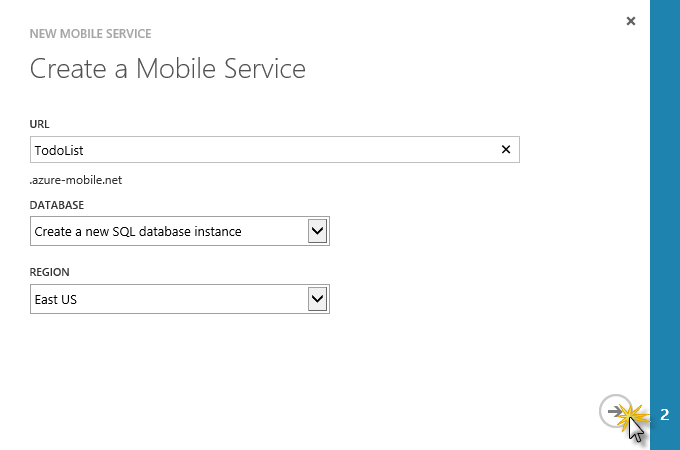 NEW MOBILE SERVICE
Create a Mobile Service
URL
TodoList
.azure-mobile.net
DATABASE
Create a new SQL database instance
REGION
East US
2